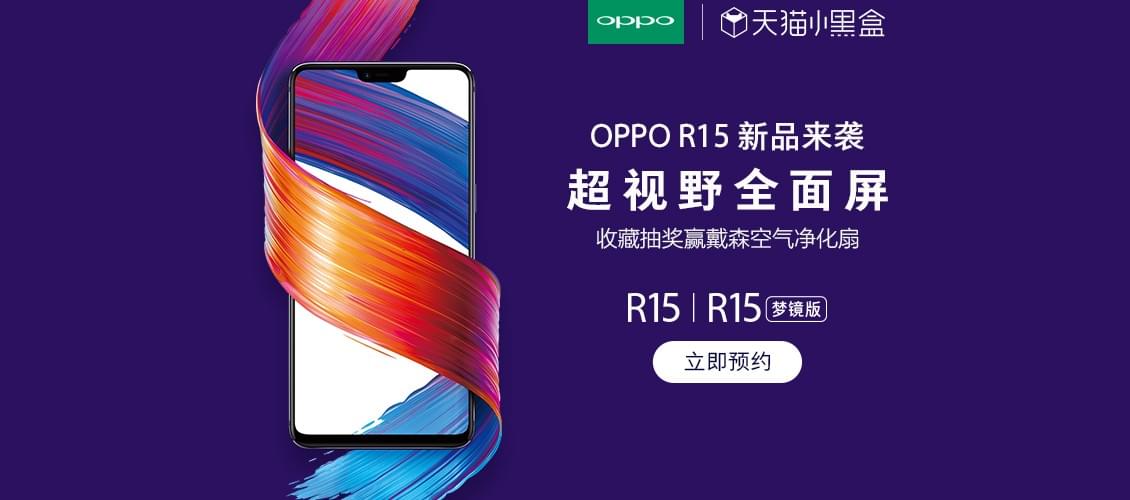 oppo | 天猫小黑盒
OPPO R15 新品来袭
超视野全面屏
收藏抽奖赢戴森空气净化扇
R15 | R15 梦镜版
立即预约